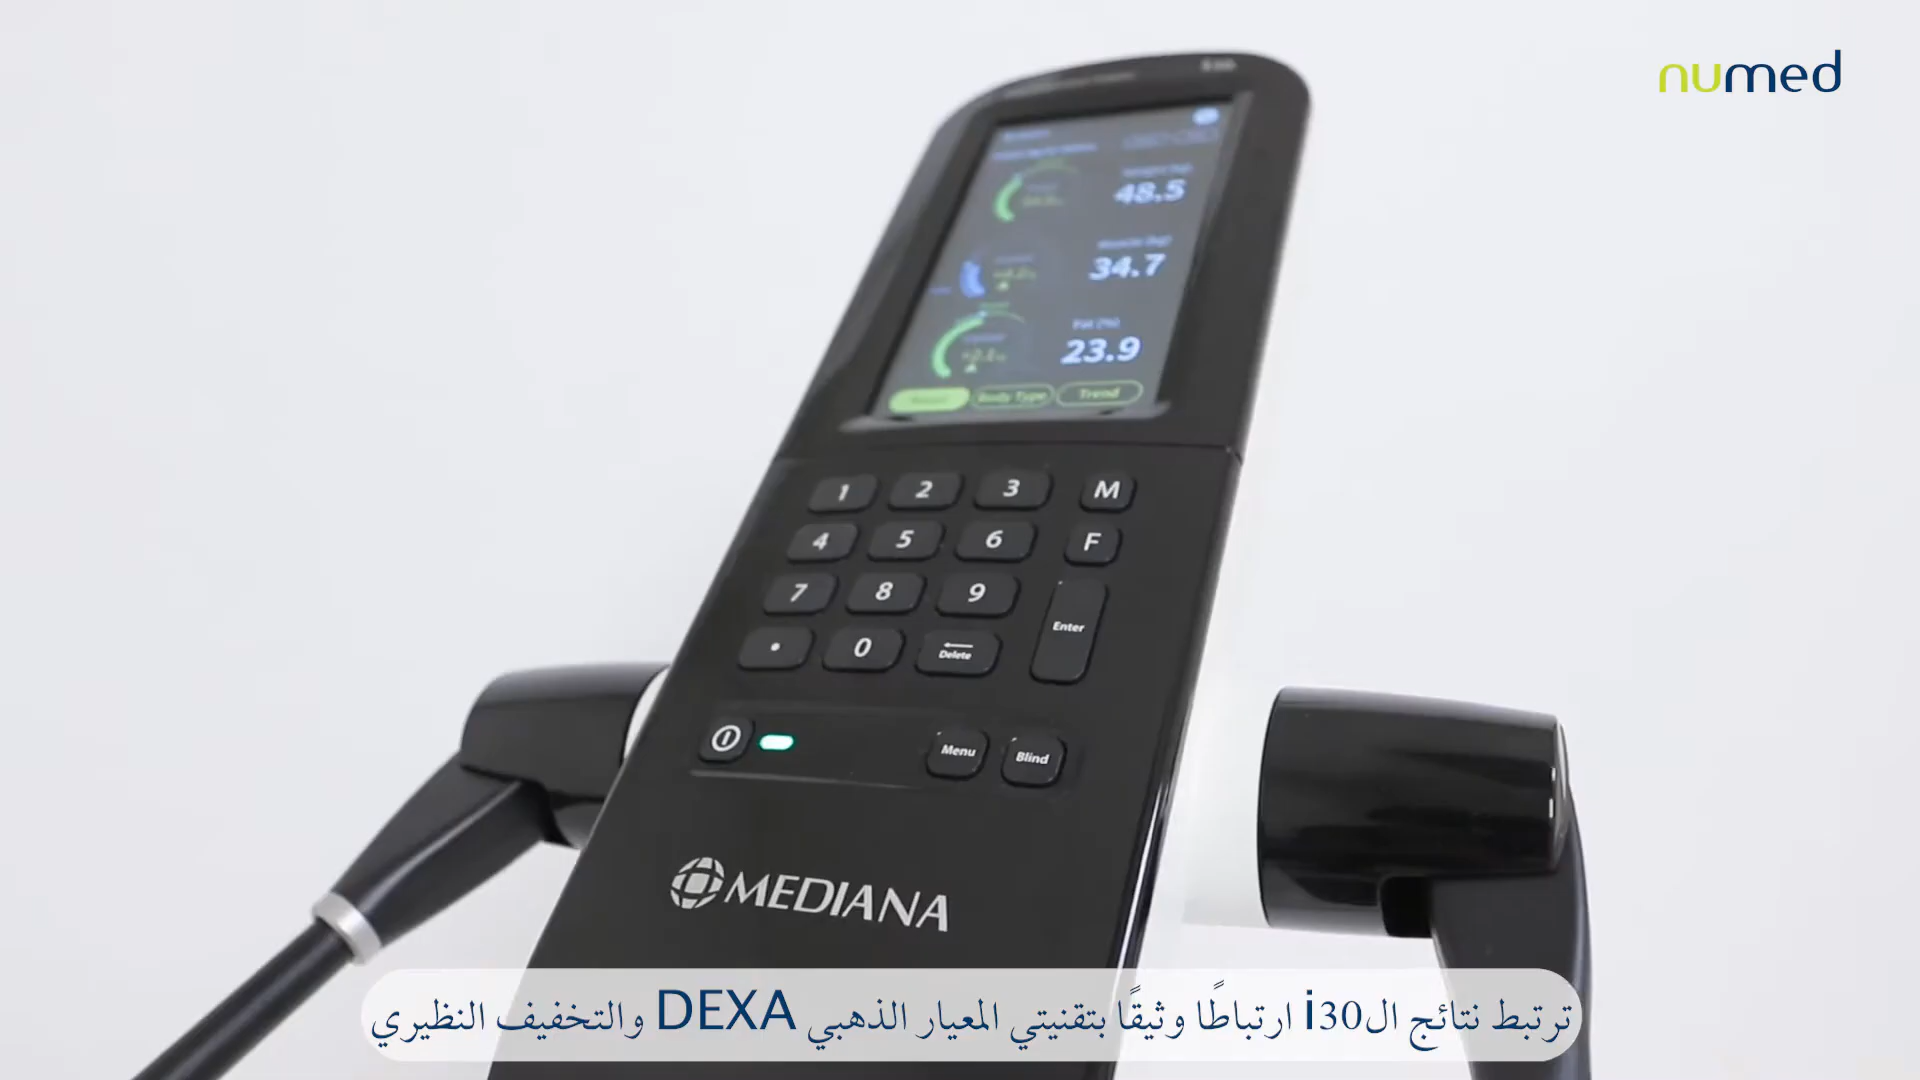 numed
48.5
34.7
Fat (%)
23.9
Body Type
Trend
1 2 3 M
4 5 6 F
7 8 9
Enter
. 0 Delete
Menu Blind
MEDIANA
ترتبط نتائج الi30 ارتباطًا وثيقًا بتقنيتي المعيار الذهبي DEXA والتخفيف النظيري